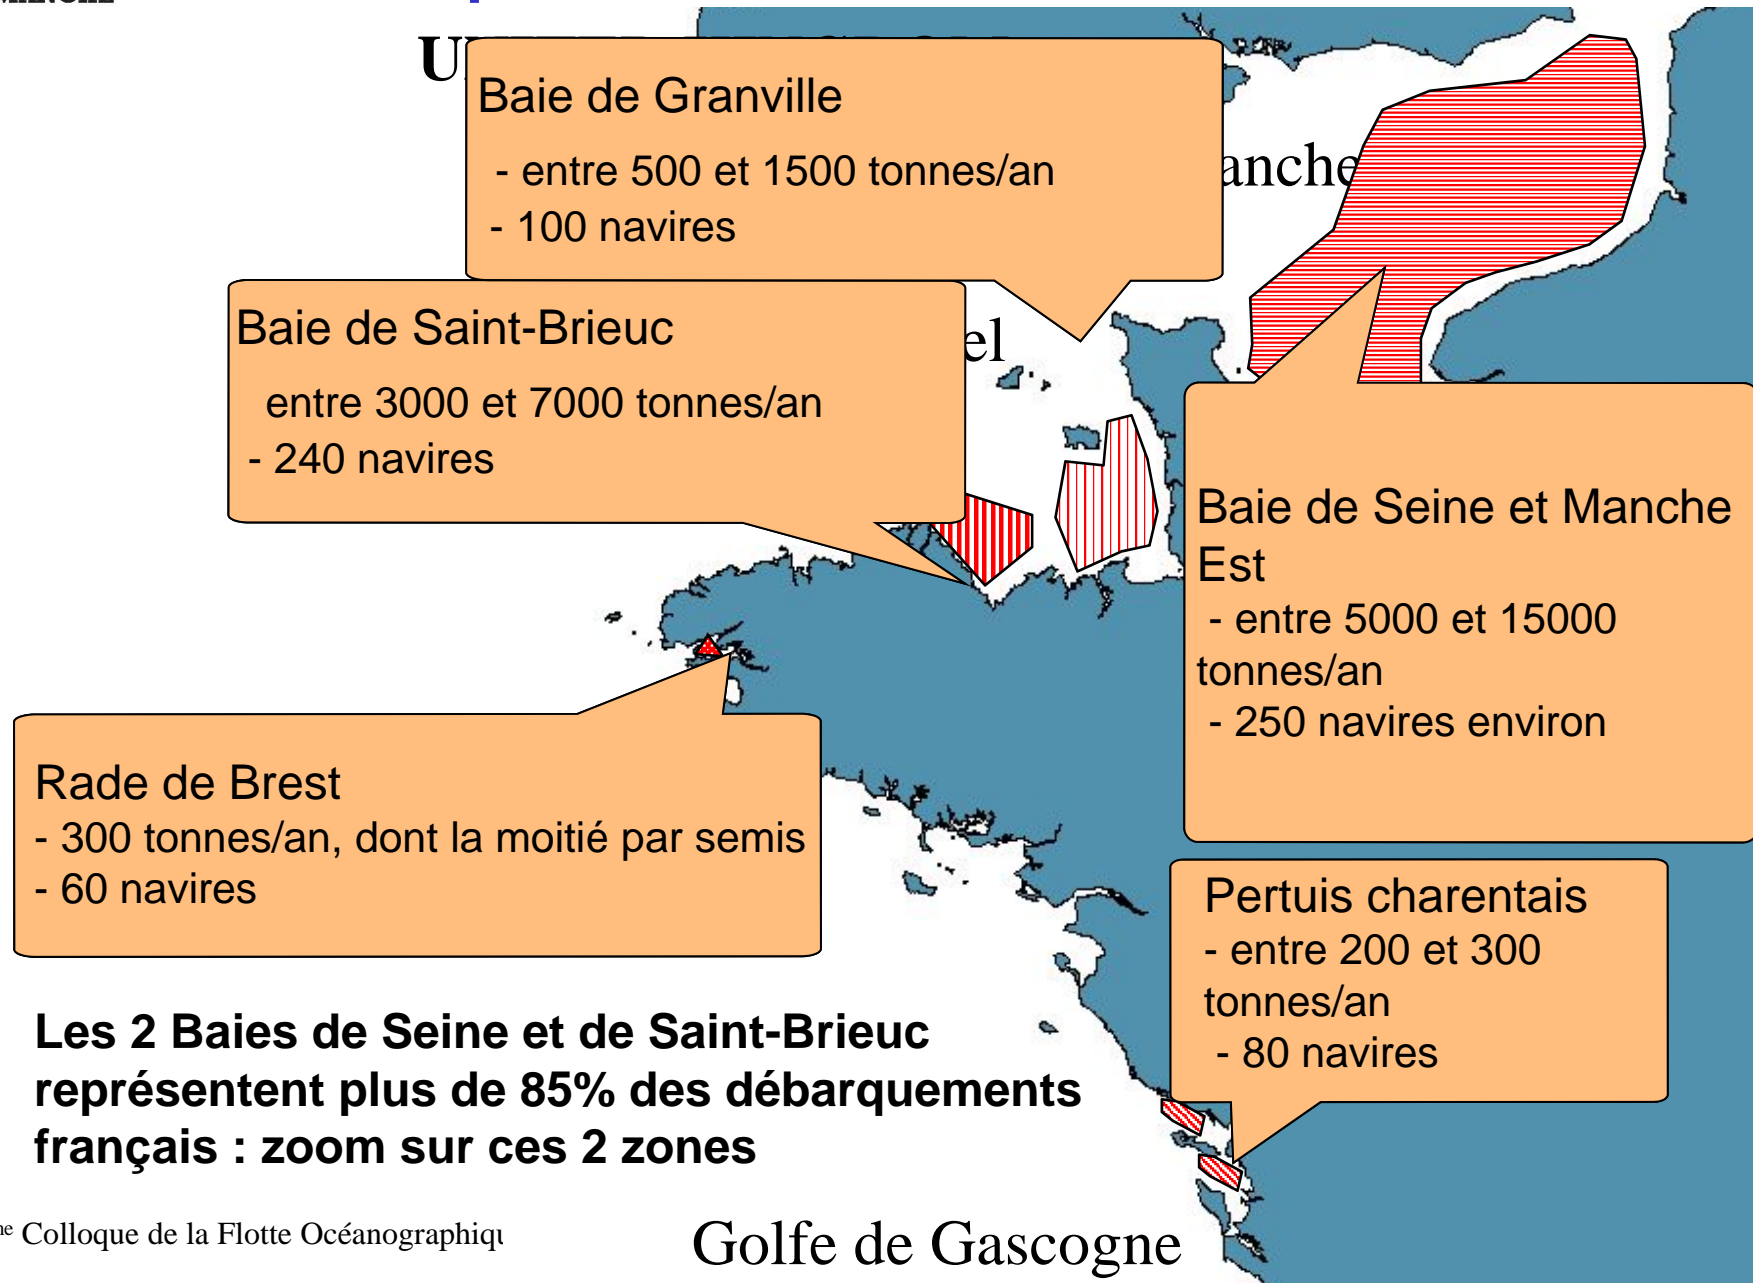 Baie de Granville
- entre 500 et 1500 tonnes/an
- 100 navires
anche
Baie de Saint-Brieuc
entre 3000 et 7000 tonnes/an
- 240 navires
el
Baie de Seine et Manche
Est
- entre 5000 et 15000
tonnes/an
- 250 navires environ
Rade de Brest
- 300 tonnes/an, dont la moitié par semis
- 60 navires
Pertuis charentais
- entre 200 et 300
tonnes/an
- 80 navires
Les 2 Baies de Seine et de Saint-Brieuc
représentent plus de 85% des débarquements
français : zoom sur ces 2 zones
me Colloque de la Flotte Océanographiqu
Golfe de Gascogne